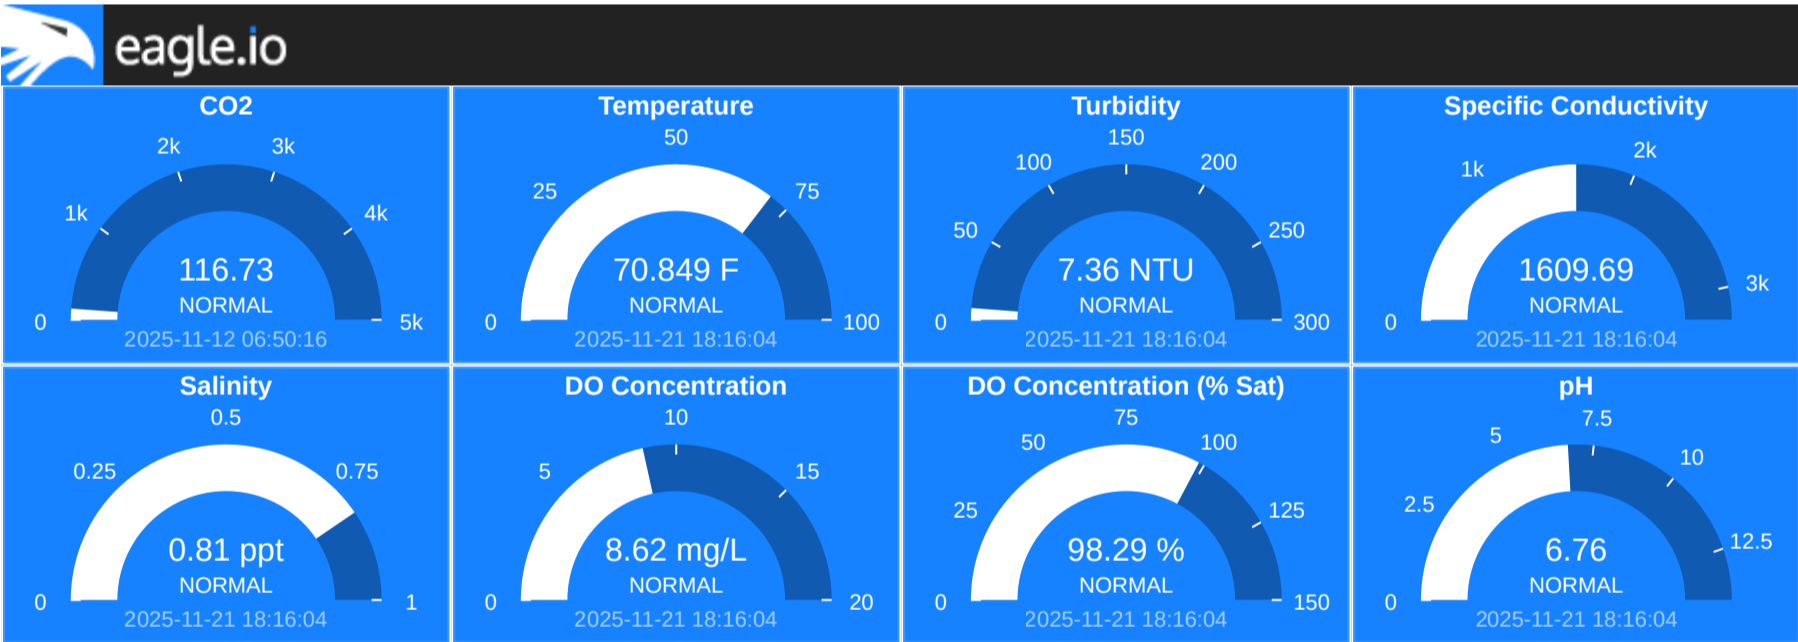 eagle.io
CO2
0
1k
2k
3k
4k
5k
116.73
NORMAL
2025-11-12 06:50:16
Temperature
0
25
50
75
100
70.849 F
NORMAL
2025-11-21 18:16:04
Turbidity
0
50
100
150
200
250
300
7.36 NTU
NORMAL
2025-11-21 18:16:04
Specific Conductivity
0
1k
2k
3k
1609.69
NORMAL
2025-11-21 18:16:04
Salinity
0
0.25
0.5
0.75
1
0.81 ppt
NORMAL
2025-11-21 18:16:04
DO Concentration
0
5
10
15
20
8.62 mg/L
NORMAL
2025-11-21 18:16:04
DO Concentration (% Sat)
0
25
50
75
100
125
150
98.29 %
NORMAL
2025-11-21 18:16:04
pH
0
2.5
5
7.5
10
12.5
6.76
NORMAL
2025-11-21 18:16:04